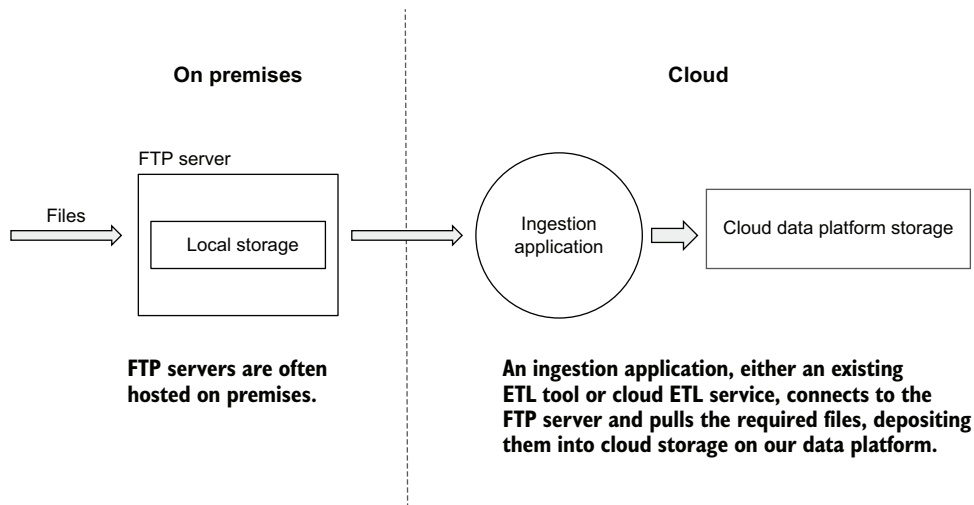 On premises
Cloud
FTP server
Files
Local storage
Ingestion
application
Cloud data platform storage
FTP servers are often
hosted on premises.
An ingestion application, either an existing
ETL tool or cloud ETL service, connects to the
FTP server and pulls the required files, depositing
them into cloud storage on our data platform.